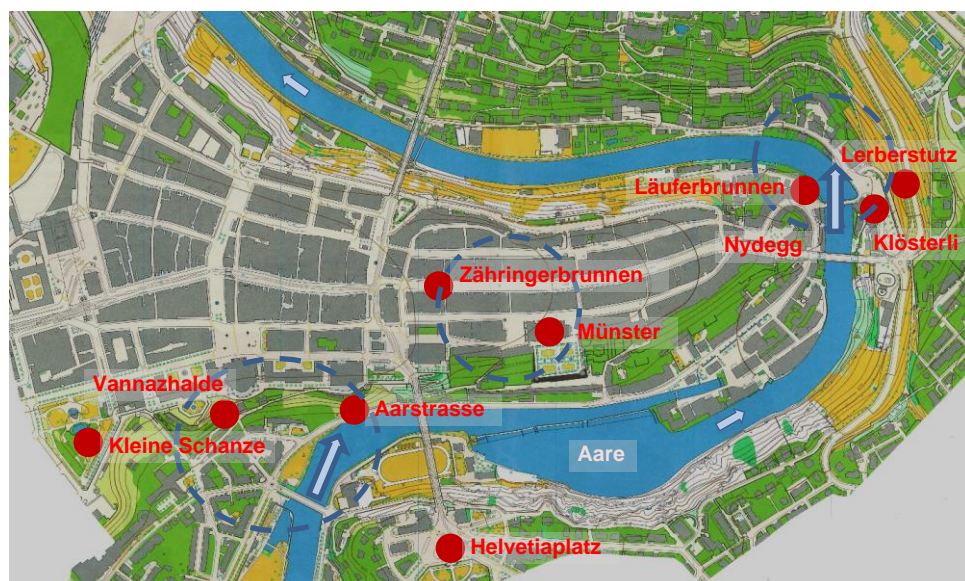 Lerberstutz
Läuferbrunnen
Nydegg
Klösterli
Zähringerbrunnen
Münster
Vannazhalde
Aarstrasse
Kleine Schanze
Aare
Helvetiaplatz